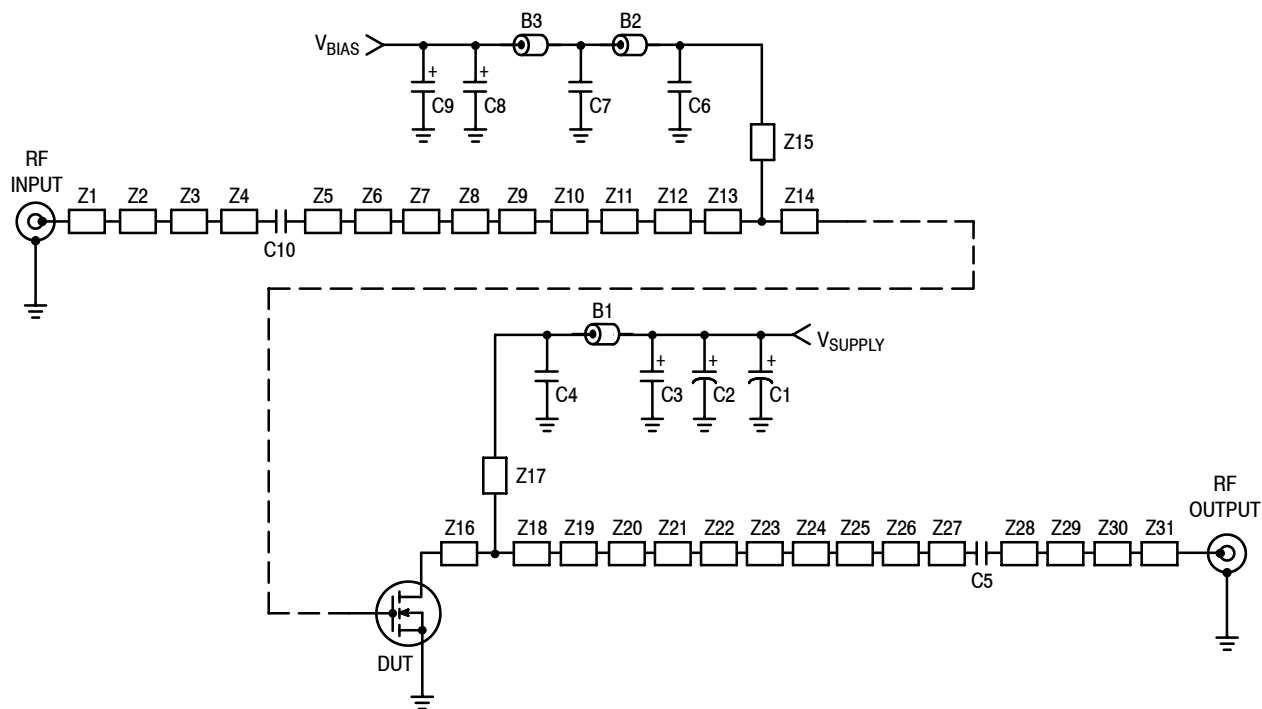 B3 B2
VBIAS
+ +
C9 C8 C7 C6
Z15
RF
INPUT
Z1 Z2 Z3 Z4 Z5 Z6 Z7 Z8 Z9 Z10 Z11 Z12 Z13 Z14
C10
B1
VSUPPLY
+ + +
C4 C3 C2 C1
Z17
RF
OUTPUT
Z16 Z18 Z19 Z20 Z21 Z22 Z23 Z24 Z25 Z26 Z27 Z28 Z29 Z30 Z31
C5
DUT